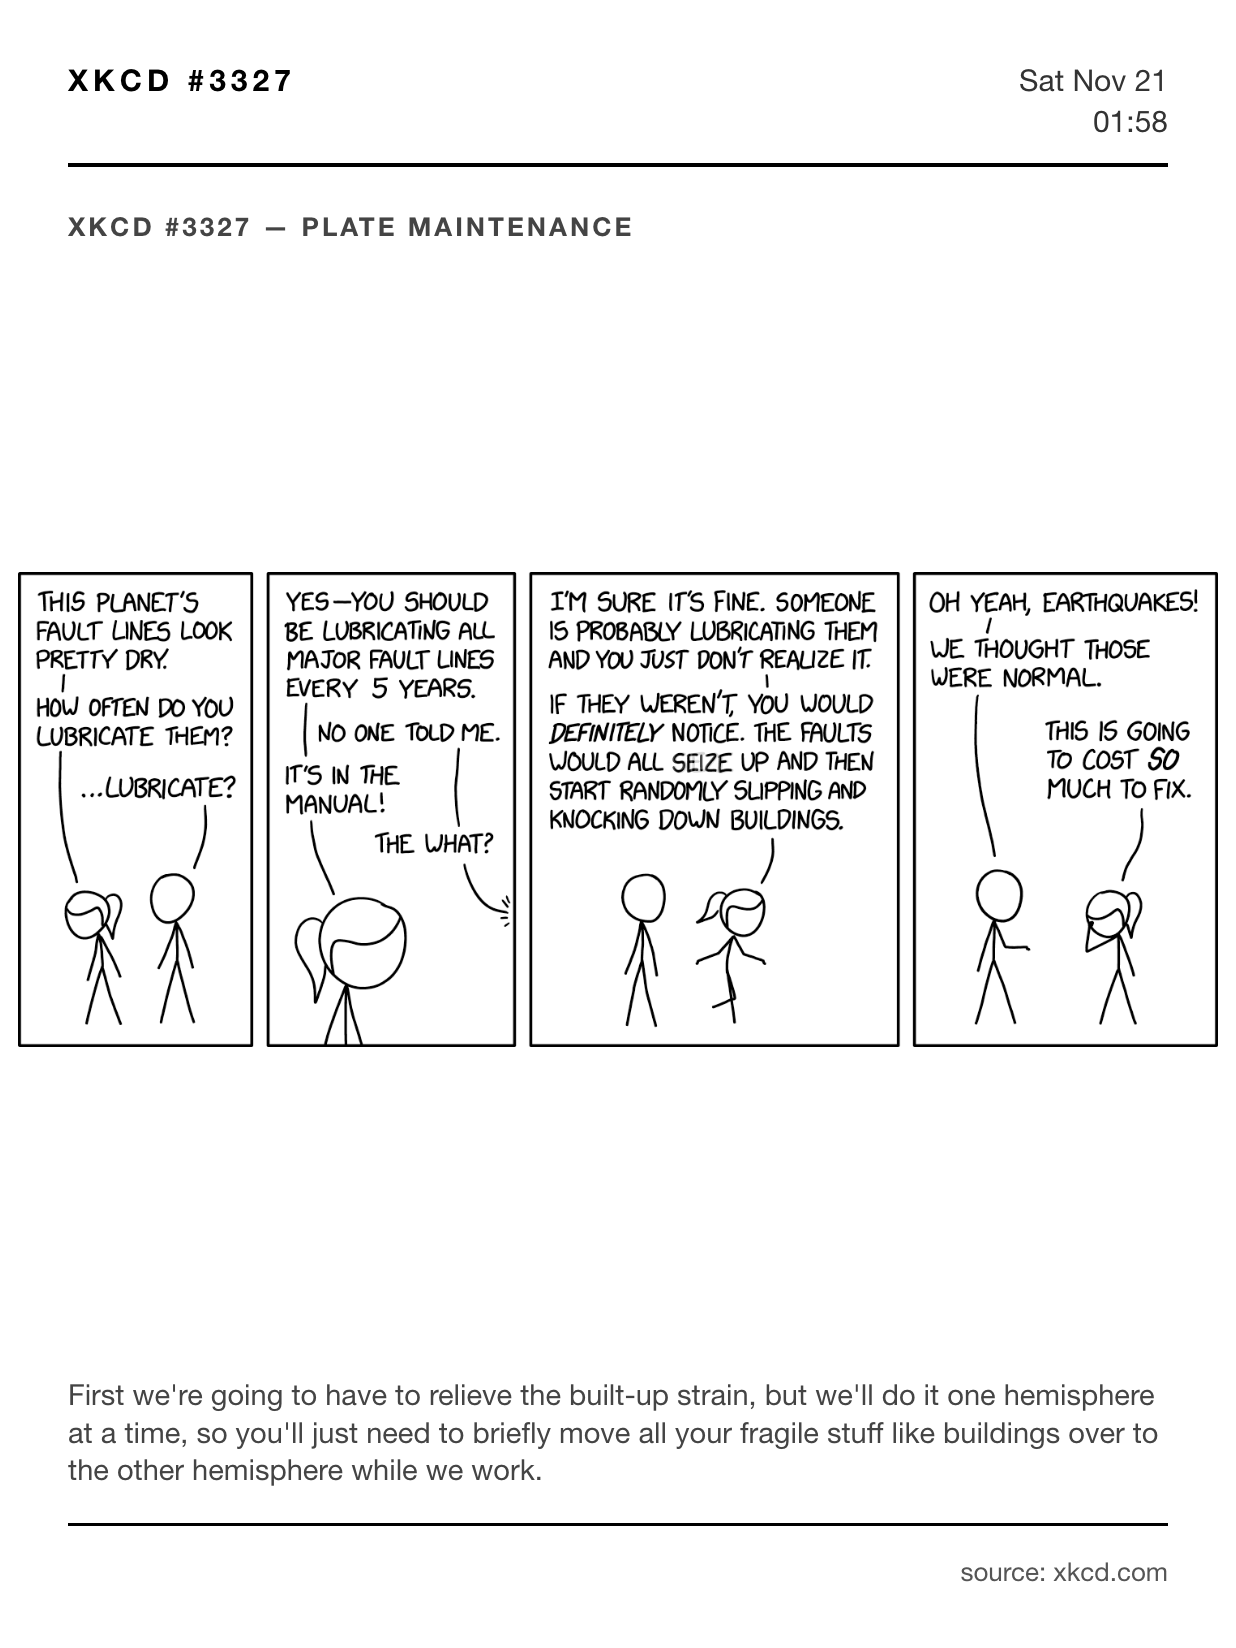 XKCD #3327
Sat Nov 21
01:58
XKCD #3327 — PLATE MAINTENANCE
THIS PLANET'S
FAULT LINES LOOK
PRETTY DRY.
HOW OFTEN DO YOU
LUBRICATE THEM?
...LUBRICATE?
YES—YOU SHOULD
BE LUBRICATING ALL
MAJOR FAULT LINES
EVERY 5 YEARS.
NO ONE TOLD ME.
IT'S IN THE
MANUAL!
THE WHAT?
I'M SURE IT'S FINE. SOMEONE
IS PROBABLY LUBRICATING THEM
AND YOU JUST DON'T REALIZE IT.
IF THEY WEREN'T, YOU WOULD
DEFINITELY NOTICE. THE FAULTS
WOULD ALL SEIZE UP AND THEN
START RANDOMLY SLIPPING AND
KNOCKING DOWN BUILDINGS.
OH YEAH, EARTHQUAKES!
WE THOUGHT THOSE
WERE NORMAL.
THIS IS GOING
TO COST SO
MUCH TO FIX.
First we're going to have to relieve the built-up strain, but we'll do it one hemisphere
at a time, so you'll just need to briefly move all your fragile stuff like buildings over to
the other hemisphere while we work.
source: xkcd.com